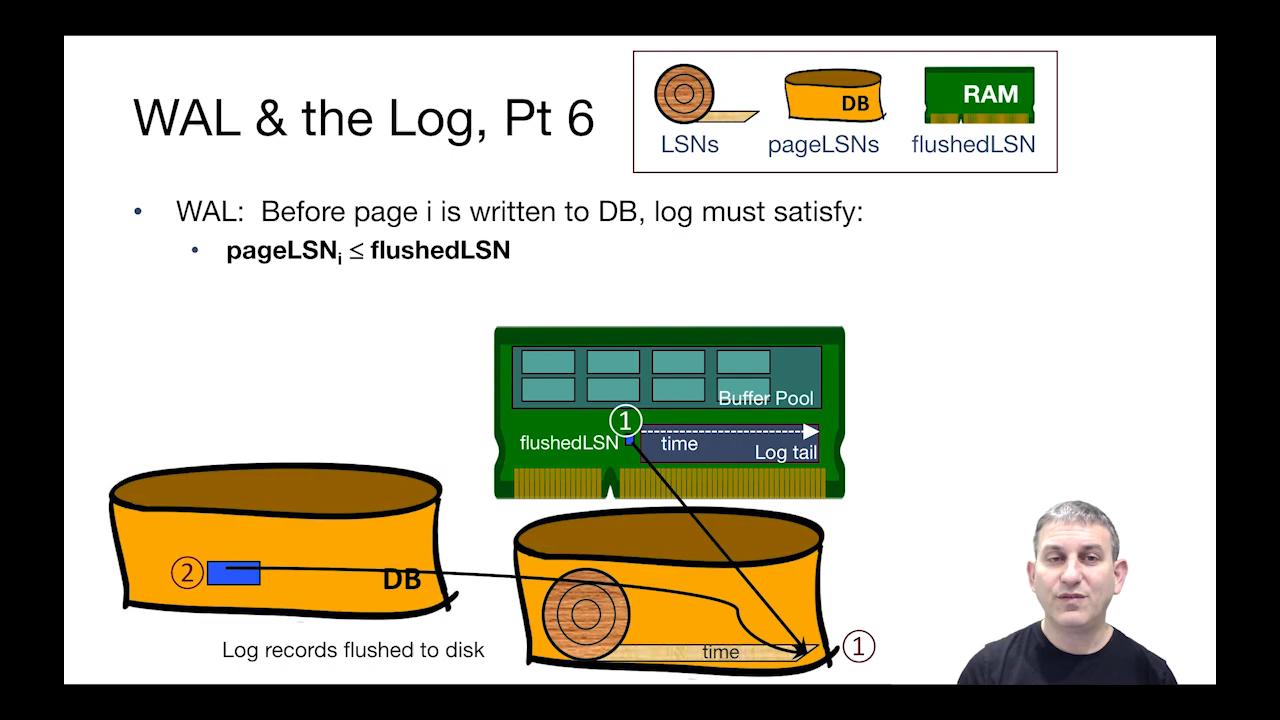 WAL & the Log, Pt 6
DB
RAM
LSNs
pageLSNs
flushedLSN
• WAL: Before page i is written to DB, log must satisfy:
• pageLSNi ≤ flushedLSN
Buffer Pool
①
flushedLSN
time
Log tail
②
DB
Log records flushed to disk
time
①